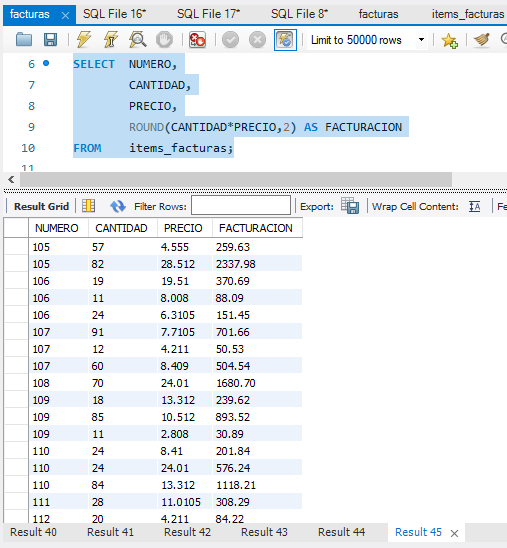 facturas SQL File 16* SQL File 17* SQL File 8* facturas items_facturas
Limit to 50000 rows
6 SELECT NUMERO,
7 CANTIDAD,
8 PRECIO,
9 ROUND(CANTIDAD*PRECIO,2) AS FACTURACION
10 FROM items_facturas;
11
Result Grid Filter Rows: Export: Wrap Cell Content: Fe
NUMERO CANTIDAD PRECIO FACTURACION
105 57 4.555 259.63
105 82 28.512 2337.98
106 19 19.51 370.69
106 11 8.008 88.09
106 24 6.3105 151.45
107 91 7.7105 701.66
107 12 4.211 50.53
107 60 8.409 504.54
108 70 24.01 1680.70
109 18 13.312 239.62
109 85 10.512 893.52
109 11 2.808 30.89
110 24 8.41 201.84
110 24 24.01 576.24
110 84 13.312 1118.21
111 28 11.0105 308.29
112 20 4.211 84.22
Result 40 Result 41 Result 42 Result 43 Result 44 Result 45